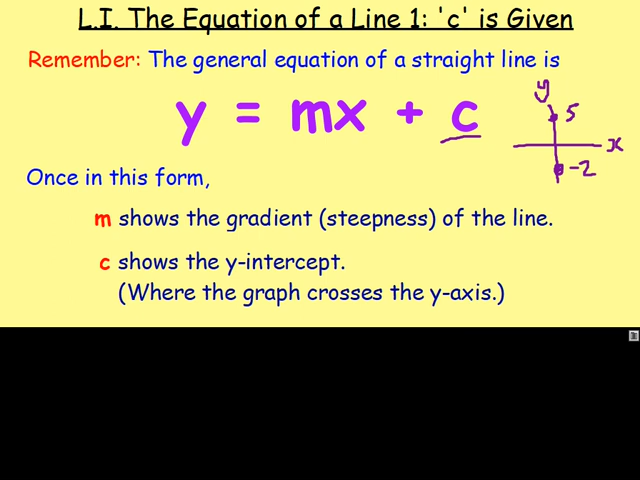 L.I. The Equation of a Line 1: 'c' is Given
Remember: The general equation of a straight line is
y = mx + c
y
5
x
-2
Once in this form,
m shows the gradient (steepness) of the line.
c shows the y-intercept.
(Where the graph crosses the y-axis.)